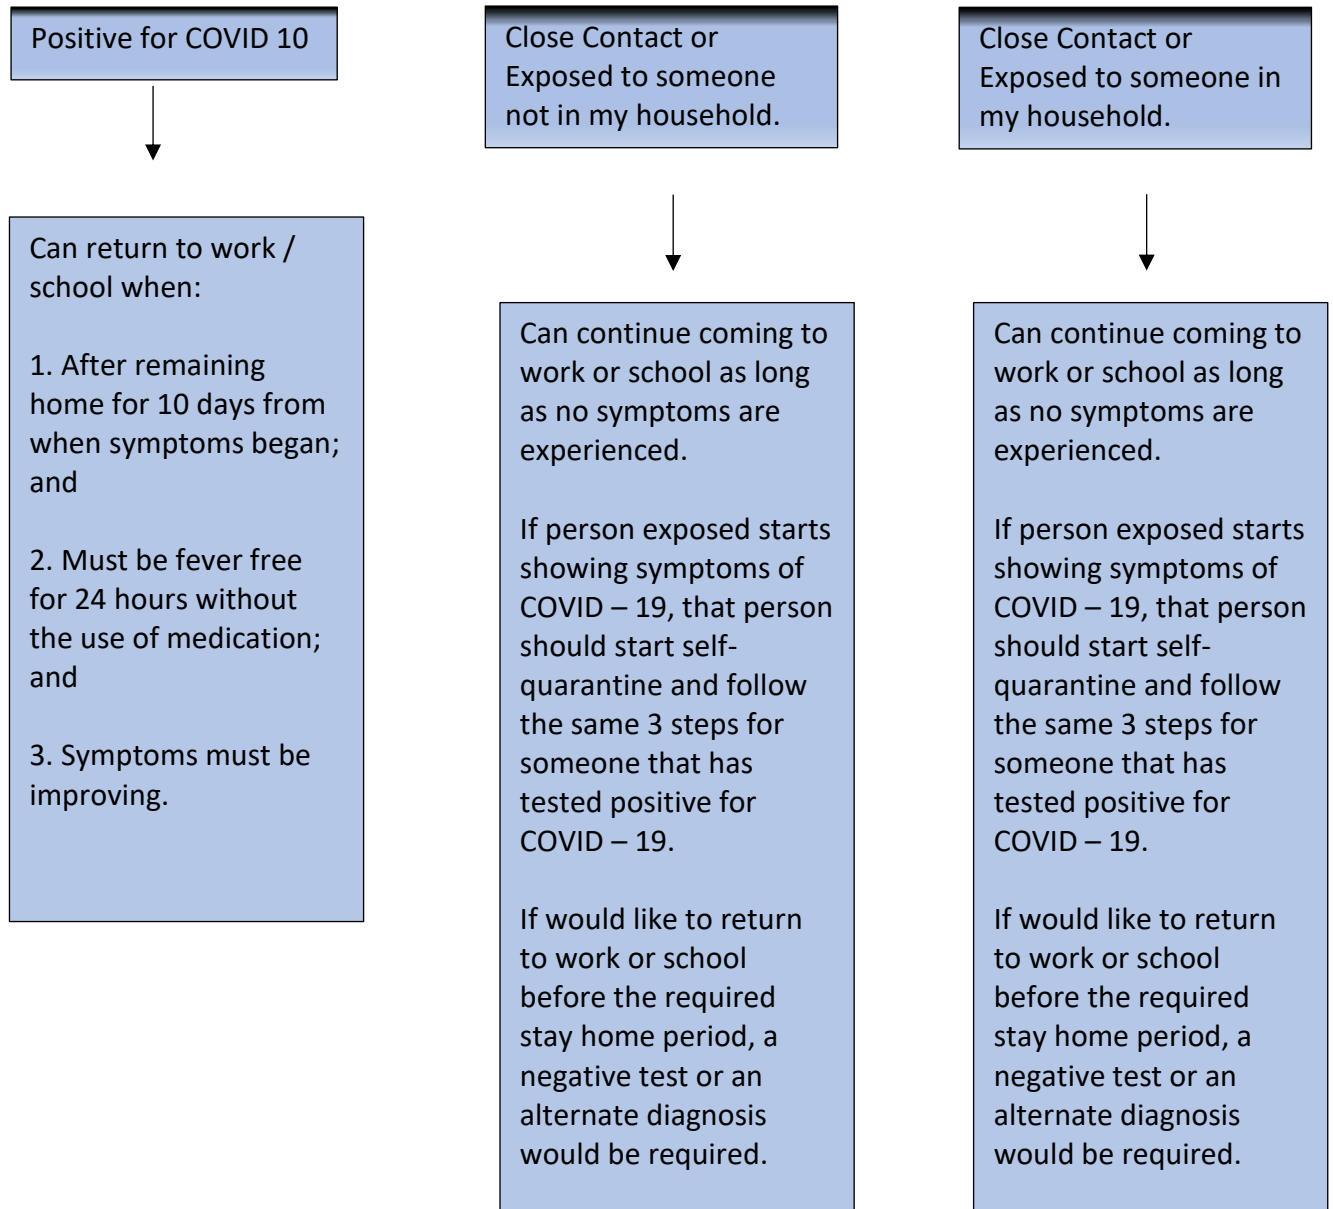 Positive for COVID 10
Can return to work /
school when:
1. After remaining
home for 10 days from
when symptoms began;
and
2. Must be fever free
for 24 hours without
the use of medication;
and
3. Symptoms must be
improving.
Close Contact or
Exposed to someone
not in my household.
Can continue coming to
work or school as long
as no symptoms are
experienced.
If person exposed starts
showing symptoms of
COVID – 19, that person
should start self-
quarantine and follow
the same 3 steps for
someone that has
tested positive for
COVID – 19.
If would like to return
to work or school
before the required
stay home period, a
negative test or an
alternate diagnosis
would be required.
Close Contact or
Exposed to someone in
my household.
Can continue coming to
work or school as long
as no symptoms are
experienced.
If person exposed starts
showing symptoms of
COVID – 19, that person
should start self-
quarantine and follow
the same 3 steps for
someone that has
tested positive for
COVID – 19.
If would like to return
to work or school
before the required
stay home period, a
negative test or an
alternate diagnosis
would be required.